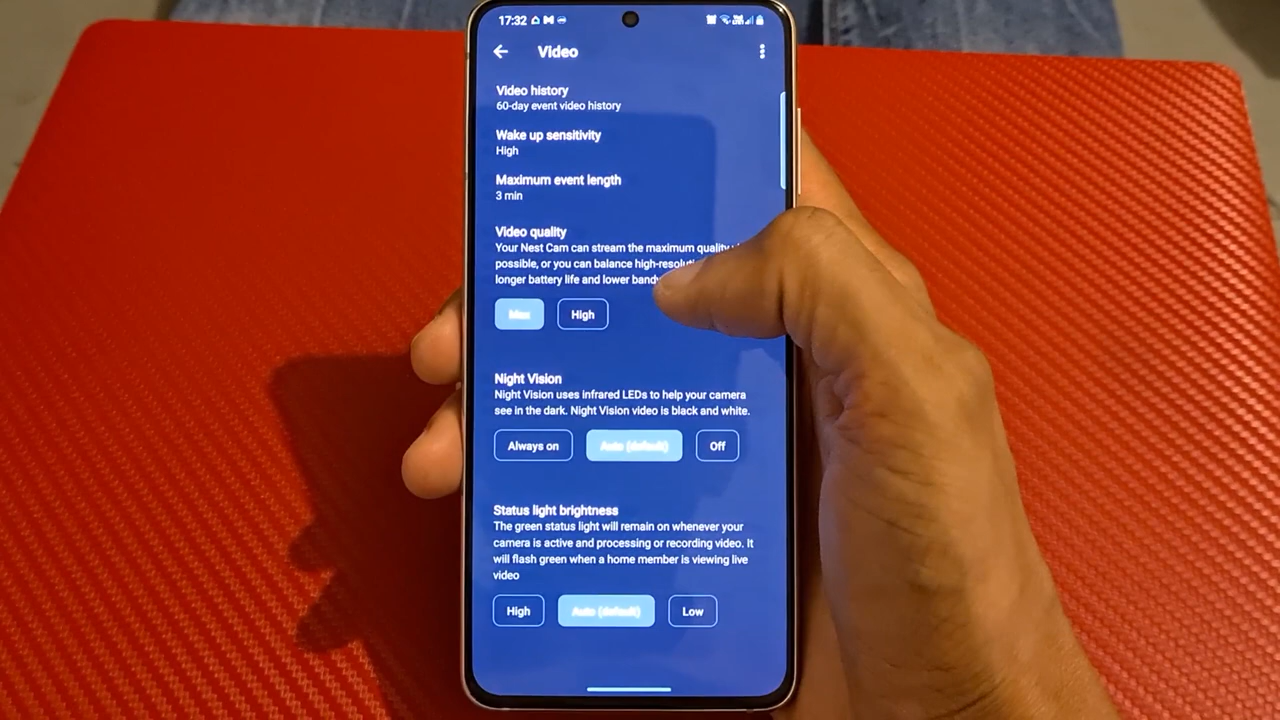 17:32
Video
Video history
60-day event video history
Wake up sensitivity
High
Maximum event length
3 min
Video quality
Your Nest Cam can stream the maximum quality
possible, or you can balance
longer battery life and lower
Max High
Night Vision
Night Vision uses infrared LEDs to help your camera
see in the dark. Night Vision video is black and white.
Always on Auto (default) Off
Status light brightness
The green status light will remain on whenever your
camera is active and processing or recording video. It
will flash green when a home member is viewing live
video
High Auto (default) Low